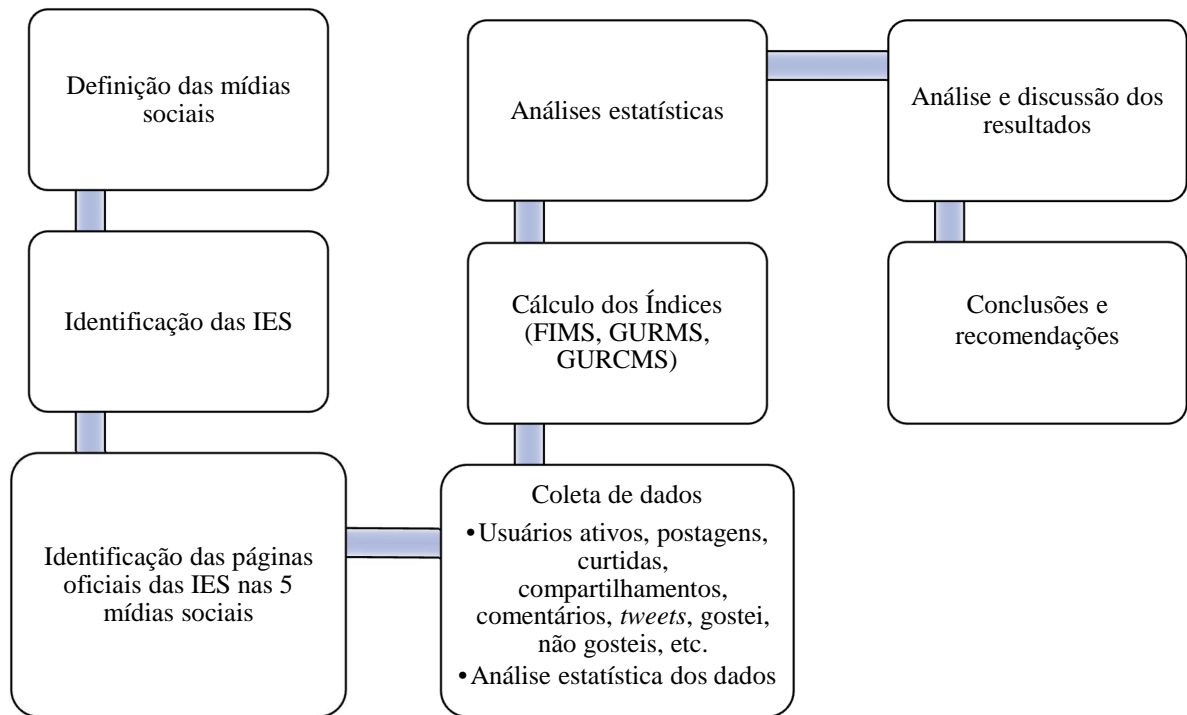 Definição das mídias
sociais
Identificação das IES
Identificação das páginas
oficiais das IES nas 5
mídias sociais
Coleta de dados
•Usuários ativos, postagens,
curtidas,
compartilhamentos,
comentários, tweets, gostei,
não gosteis, etc.
•Análise estatística dos dados
Cálculo dos Índices
(FIMS, GURMS,
GURCMS)
Análises estatísticas
Análise e discussão dos
resultados
Conclusões e
recomendações